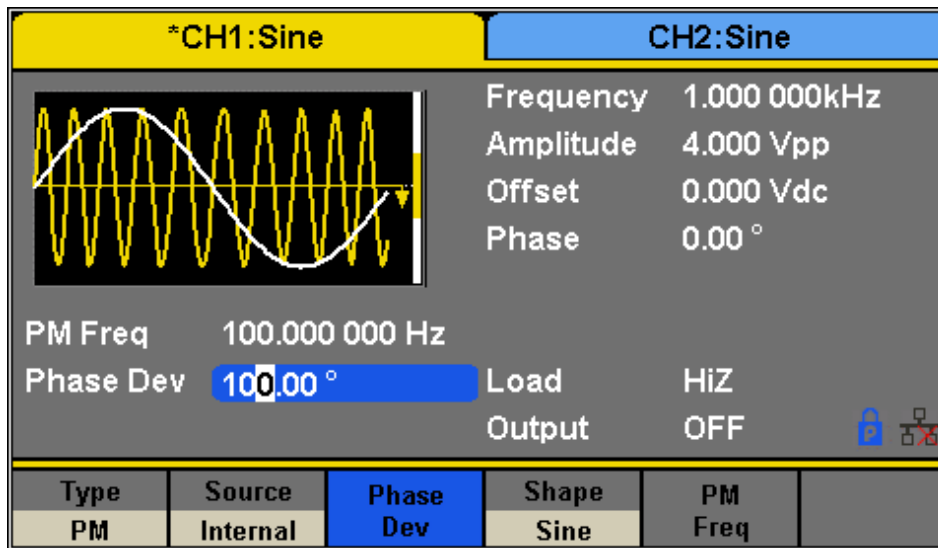 *CH1:Sine
CH2:Sine
Frequency 1.000 000kHz
Amplitude 4.000 Vpp
Offset 0.000 Vdc
Phase 0.00 °
PM Freq 100.000 000 Hz
Phase Dev 100.00 °
Load HiZ
Output OFF
P
Type
PM
Source
Internal
Phase
Dev
Shape
Sine
PM
Freq